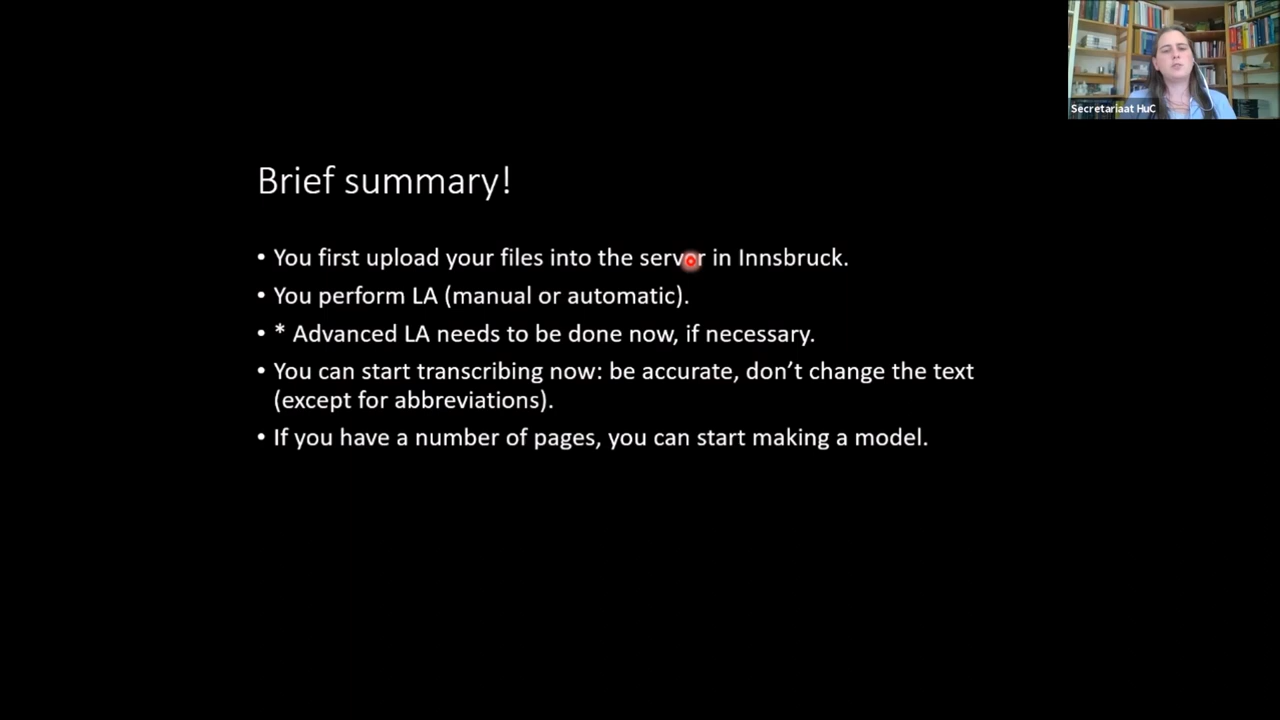 Secretariaat HuC
Brief summary!
• You first upload your files into the server in Innsbruck.
• You perform LA (manual or automatic).
• * Advanced LA needs to be done now, if necessary.
• You can start transcribing now: be accurate, don’t change the text
(except for abbreviations).
• If you have a number of pages, you can start making a model.